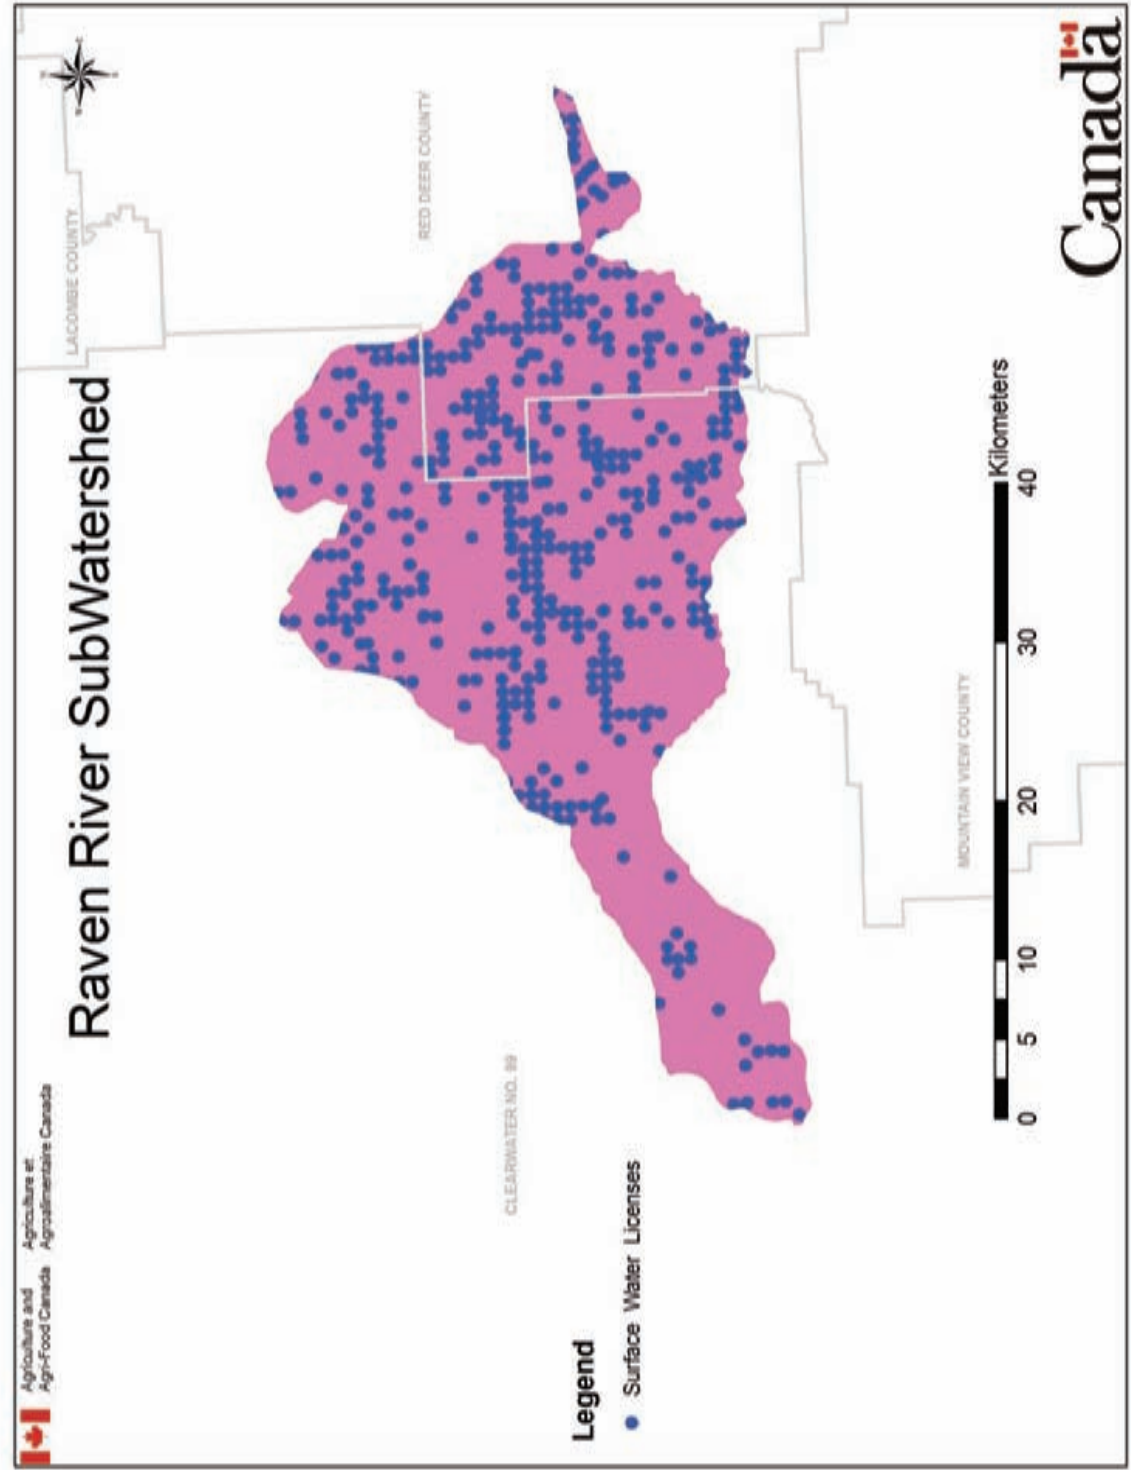 Agriculture and
Agri-Food Canada
Agriculture et
Agroalimentaire Canada
Raven River SubWatershed
LACOMBE COUNTY
RED DEER COUNTY
CLEARWATER NO. 99
MOUNTAIN VIEW COUNTY
Legend
Surface Water Licenses
0 5 10 20 30 40
Kilometers
Canada